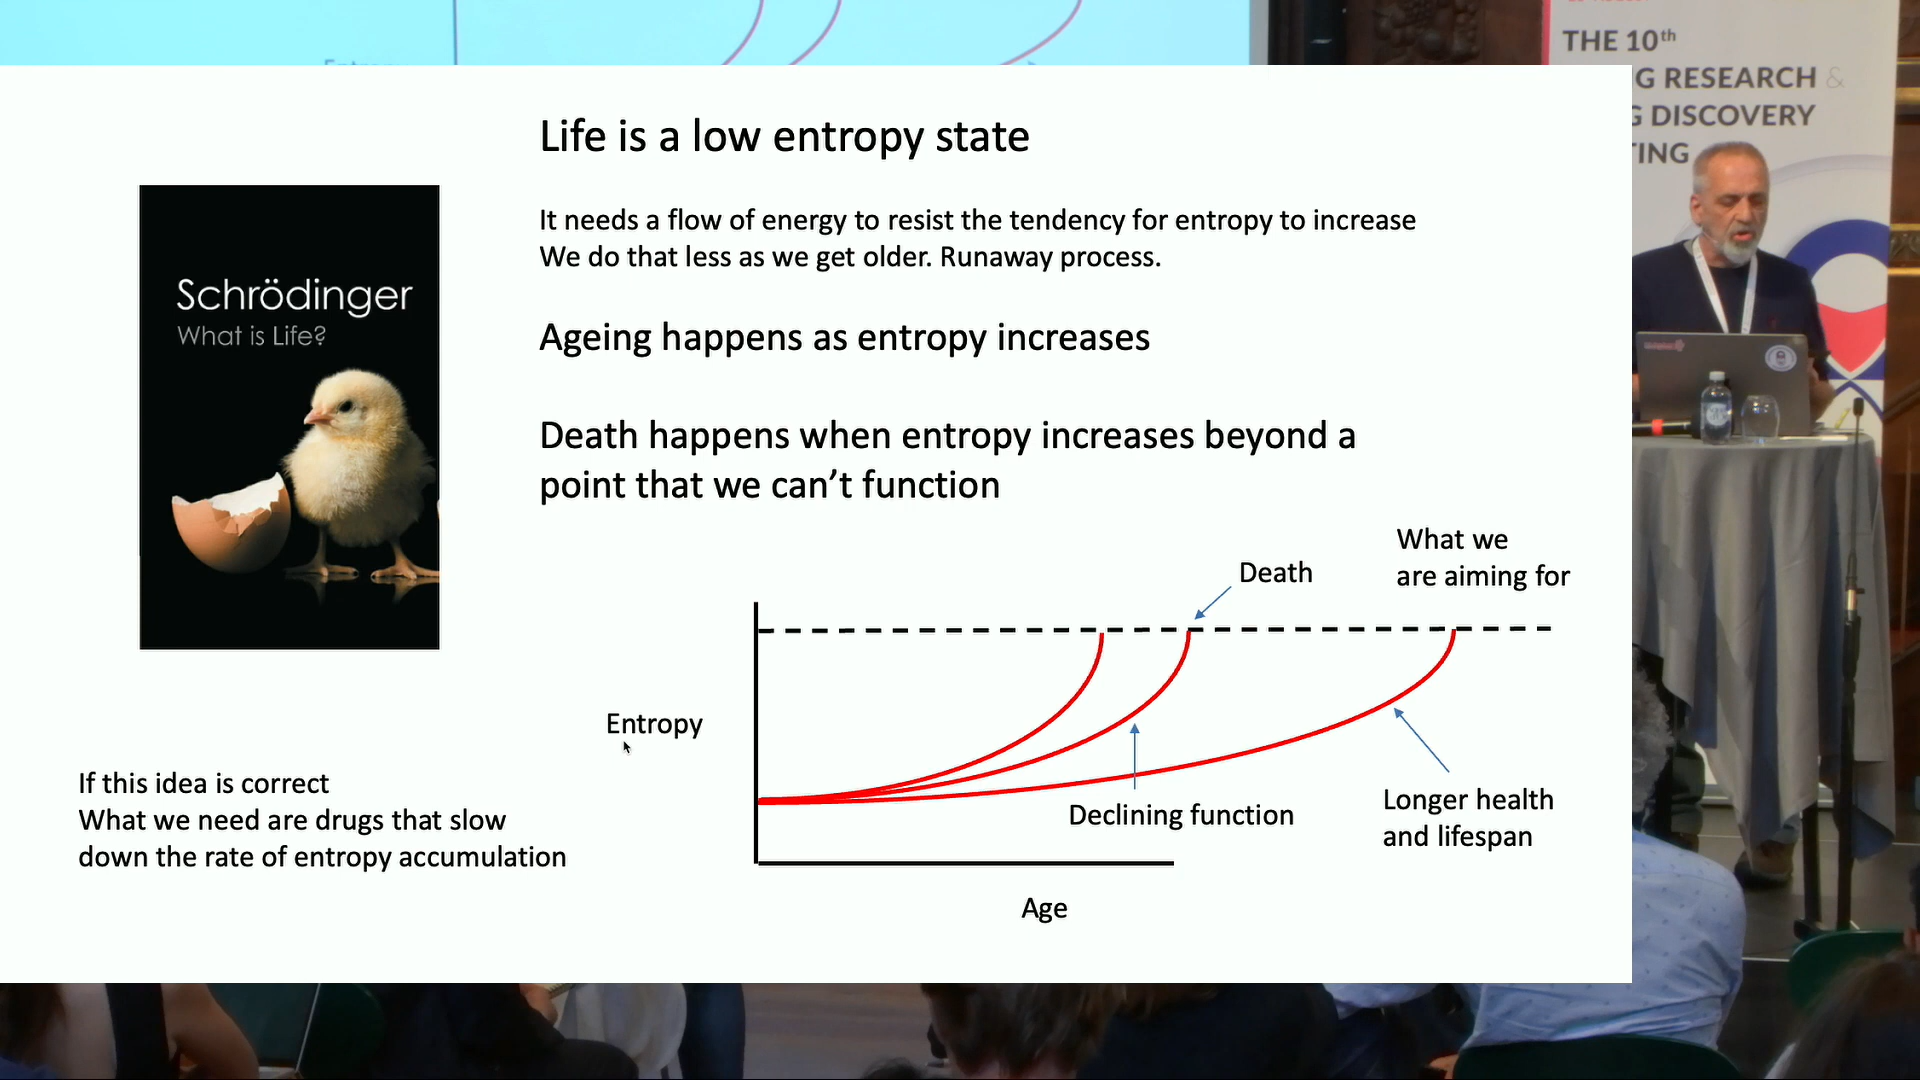 THE 10th
G RESEARCH &
DISCOVERY
TING
Life is a low entropy state
It needs a flow of energy to resist the tendency for entropy to increase
We do that less as we get older. Runaway process.
Schrödinger
What is Life?
Ageing happens as entropy increases
Death happens when entropy increases beyond a
point that we can’t function
What we
are aiming for
Death
Entropy
Declining function
Longer health
and lifespan
Age
If this idea is correct
What we need are drugs that slow
down the rate of entropy accumulation